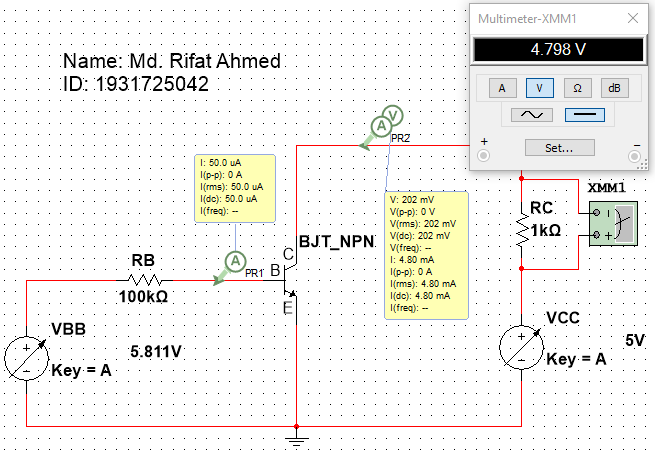 Multimeter-XMM1
4.798 V
A V Ω dB
+ Set... −
Name: Md. Rifat Ahmed
ID: 1931725042
A V
PR2
I: 50.0 uA
I(p-p): 0 A
I(rms): 50.0 uA
I(dc): 50.0 uA
I(freq): --
V: 202 mV
V(p-p): 0 V
V(rms): 202 mV
V(dc): 202 mV
V(freq): --
I: 4.80 mA
I(p-p): 0 A
I(rms): 4.80 mA
I(dc): 4.80 mA
I(freq): --
XMM1
RC
1kΩ
BJT_NPN
C
B
E
A
PR1
RB
100kΩ
VBB
Key = A
5.811V
VCC
Key = A
5V